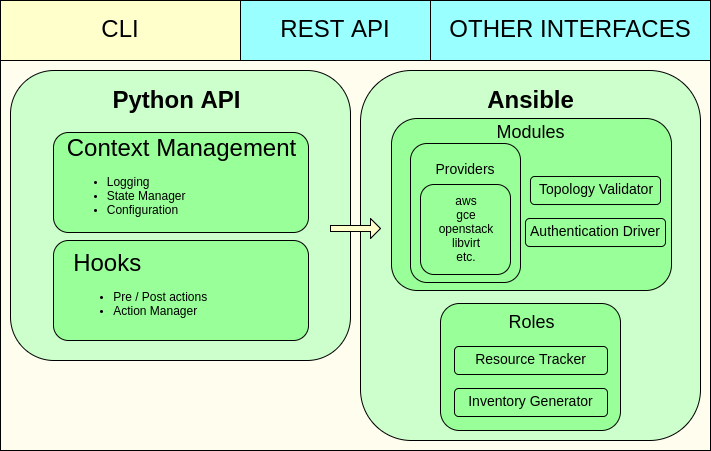 CLI
REST API
OTHER INTERFACES
Python API
Context Management
• Logging
• State Manager
• Configuration
Hooks
• Pre / Post actions
• Action Manager
Ansible
Modules
Providers
aws
gce
openstack
libvirt
etc.
Topology Validator
Authentication Driver
Roles
Resource Tracker
Inventory Generator